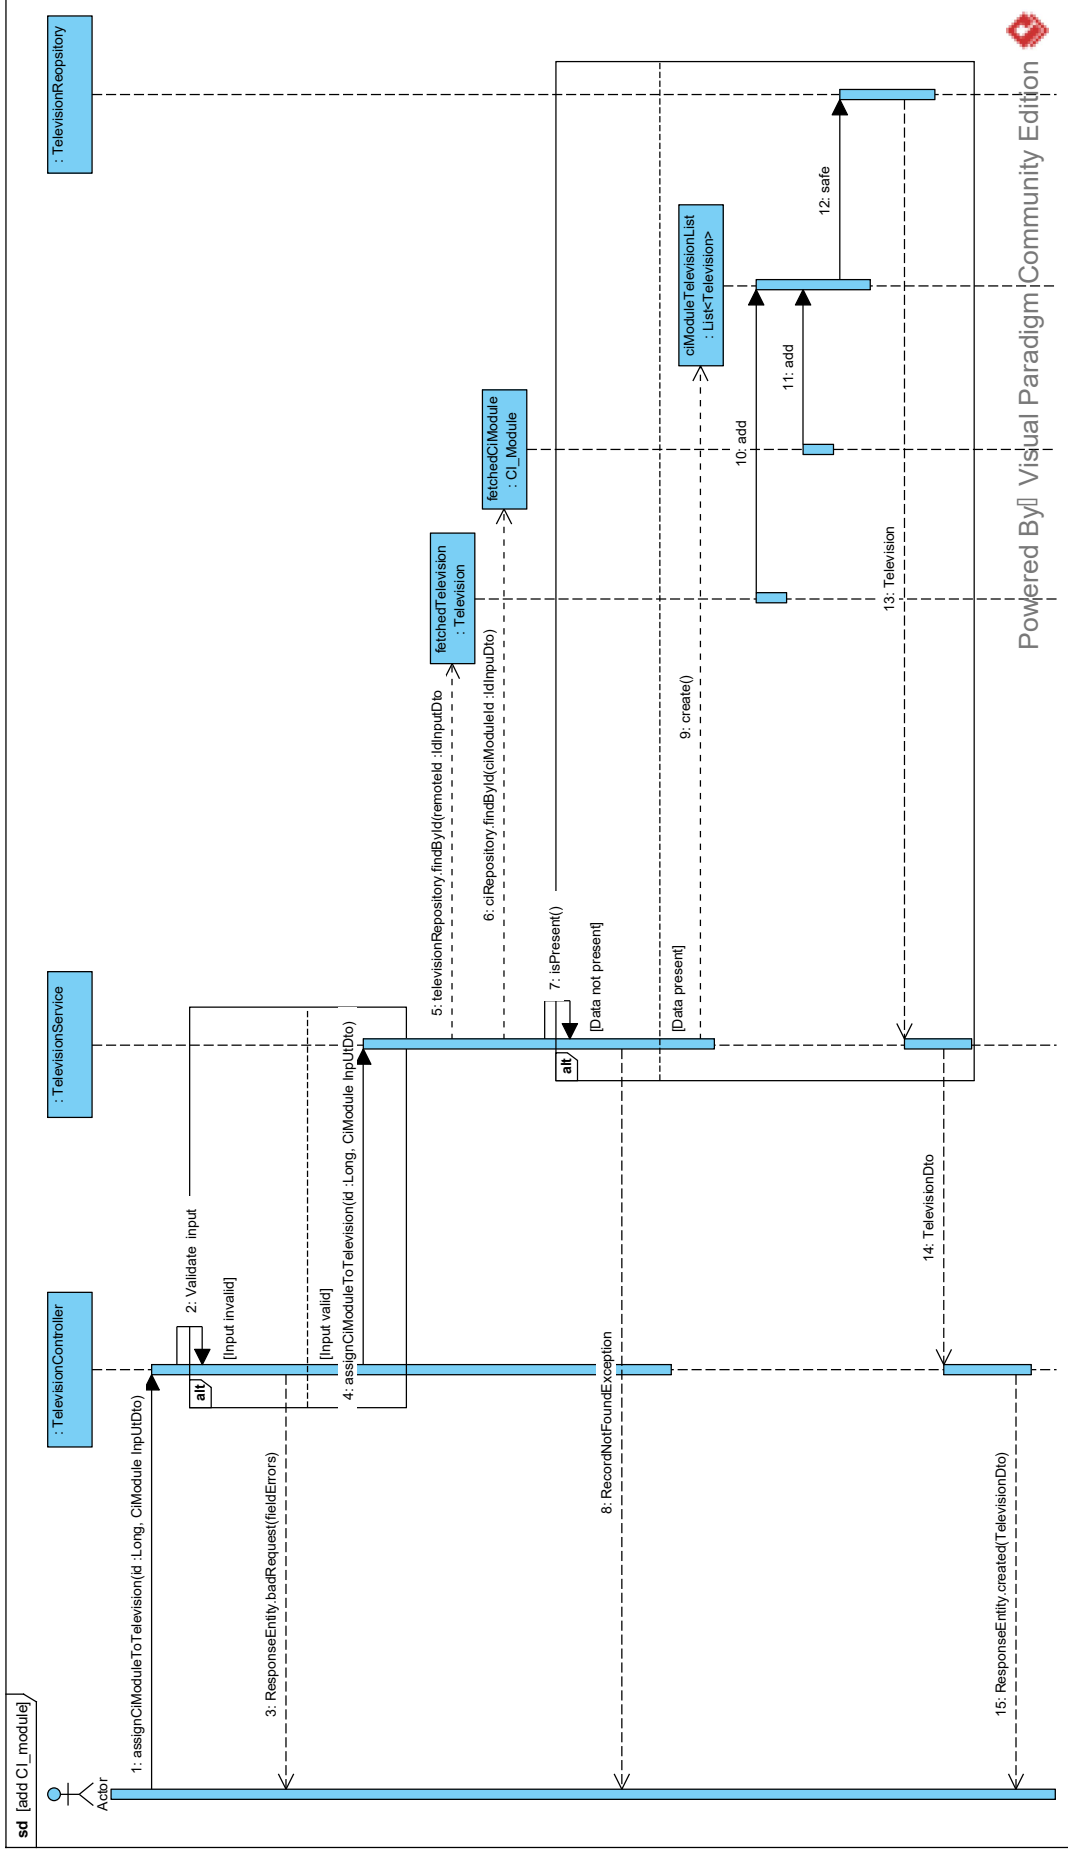 sd [add CI_module]
Actor
: TelevisionController
: TelevisionService
: TelevisionReopsitory
1: assignCiModuleToTelevision(id :Long, CiModule InpUtDto)
2: Validate input
alt
[Input invalid]
3: ResponseEntity.badRequest(fieldErrors)
[Input valid]
4: assignCiModuleToTelevision(id :Long, CiModule InpUtDto)
5: televisionRepository.findById(remoteId :IdInputDto
fetchedTelevision
: Television
6: ciRepository.findById(ciModuleId :IdInpuDto)
fetchedCiModule
: CI_Module
7: isPresent()
alt
[Data not present]
8: RecordNotFoundException
[Data present]
9: create()
ciModuleTelevisionList
: List<Television>
10: add
11: add
12: safe
13: Television
14: TelevisionDto
15: ResponseEntity.created(TelevisionDto)
Powered By Visual Paradigm Community Edition